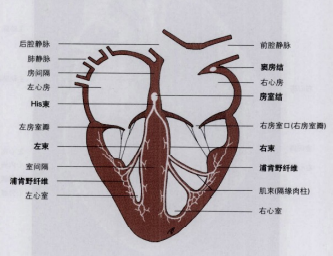 后腔静脉
肺静脉
房间隔
左心房
His束
左房室瓣
左束
室间隔
浦肯野纤维
左心室
前腔静脉
窦房结
右心房
房室结
右房室口(右房室瓣)
右束
浦肯野纤维
肌束(隔缘肉柱)
右心室